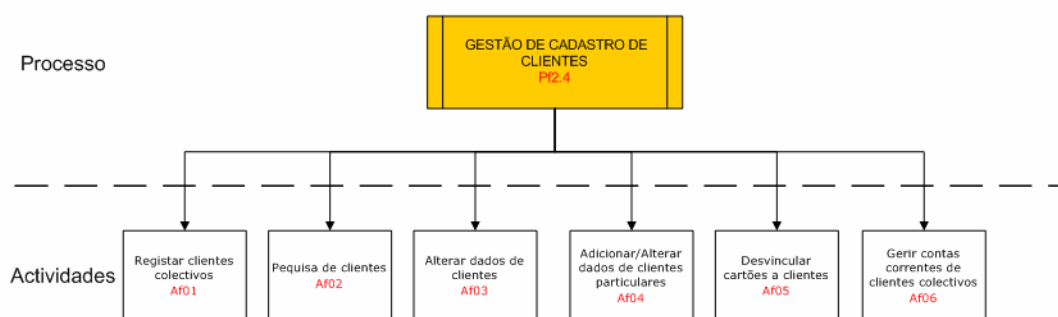 Processo
GESTÃO DE CADASTRO DE
CLIENTES
Pf2.4
Actividades
Registar clientes
colectivos
Af01
Pequisa de clientes
Af02
Alterar dados de
clientes
Af03
Adicionar/Alterar
dados de clientes
particulares
Af04
Desvincular
cartões a clientes
Af05
Gerir contas
correntes de
clientes colectivos
Af06